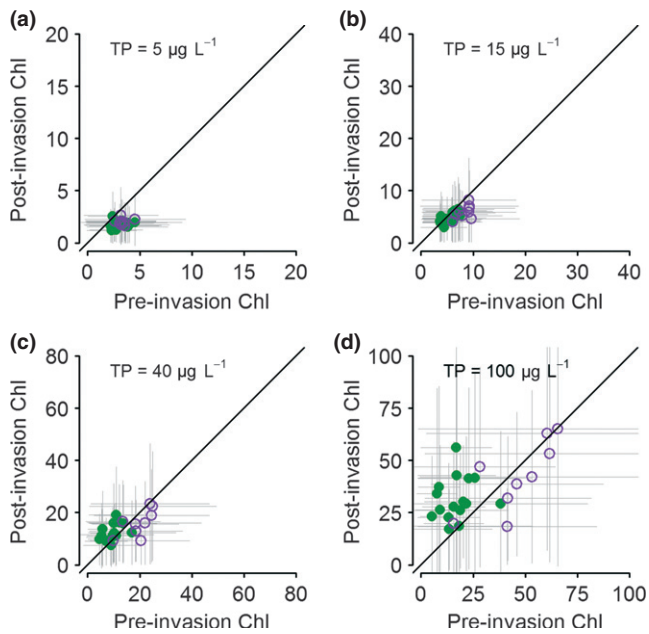 (a)
TP = 5 µg L⁻¹
Post-invasion Chl
20
15
10
5
0
0 5 10 15 20
Pre-invasion Chl
(b)
TP = 15 µg L⁻¹
Post-invasion Chl
40
30
20
10
0
0 10 20 30 40
Pre-invasion Chl
(c)
TP = 40 µg L⁻¹
Post-invasion Chl
80
60
40
20
0
0 20 40 60 80
Pre-invasion Chl
(d)
TP = 100 µg L⁻¹
Post-invasion Chl
100
75
50
25
0
0 25 50 75 100
Pre-invasion Chl